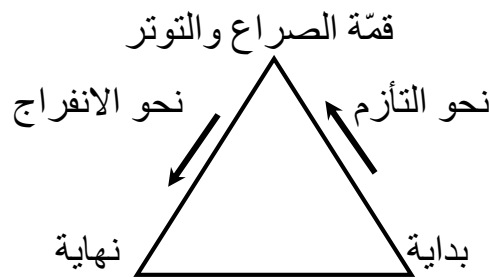 قمّة الصراع والتوتر
نحو التأزم
نحو الانفراج
بداية
نهاية